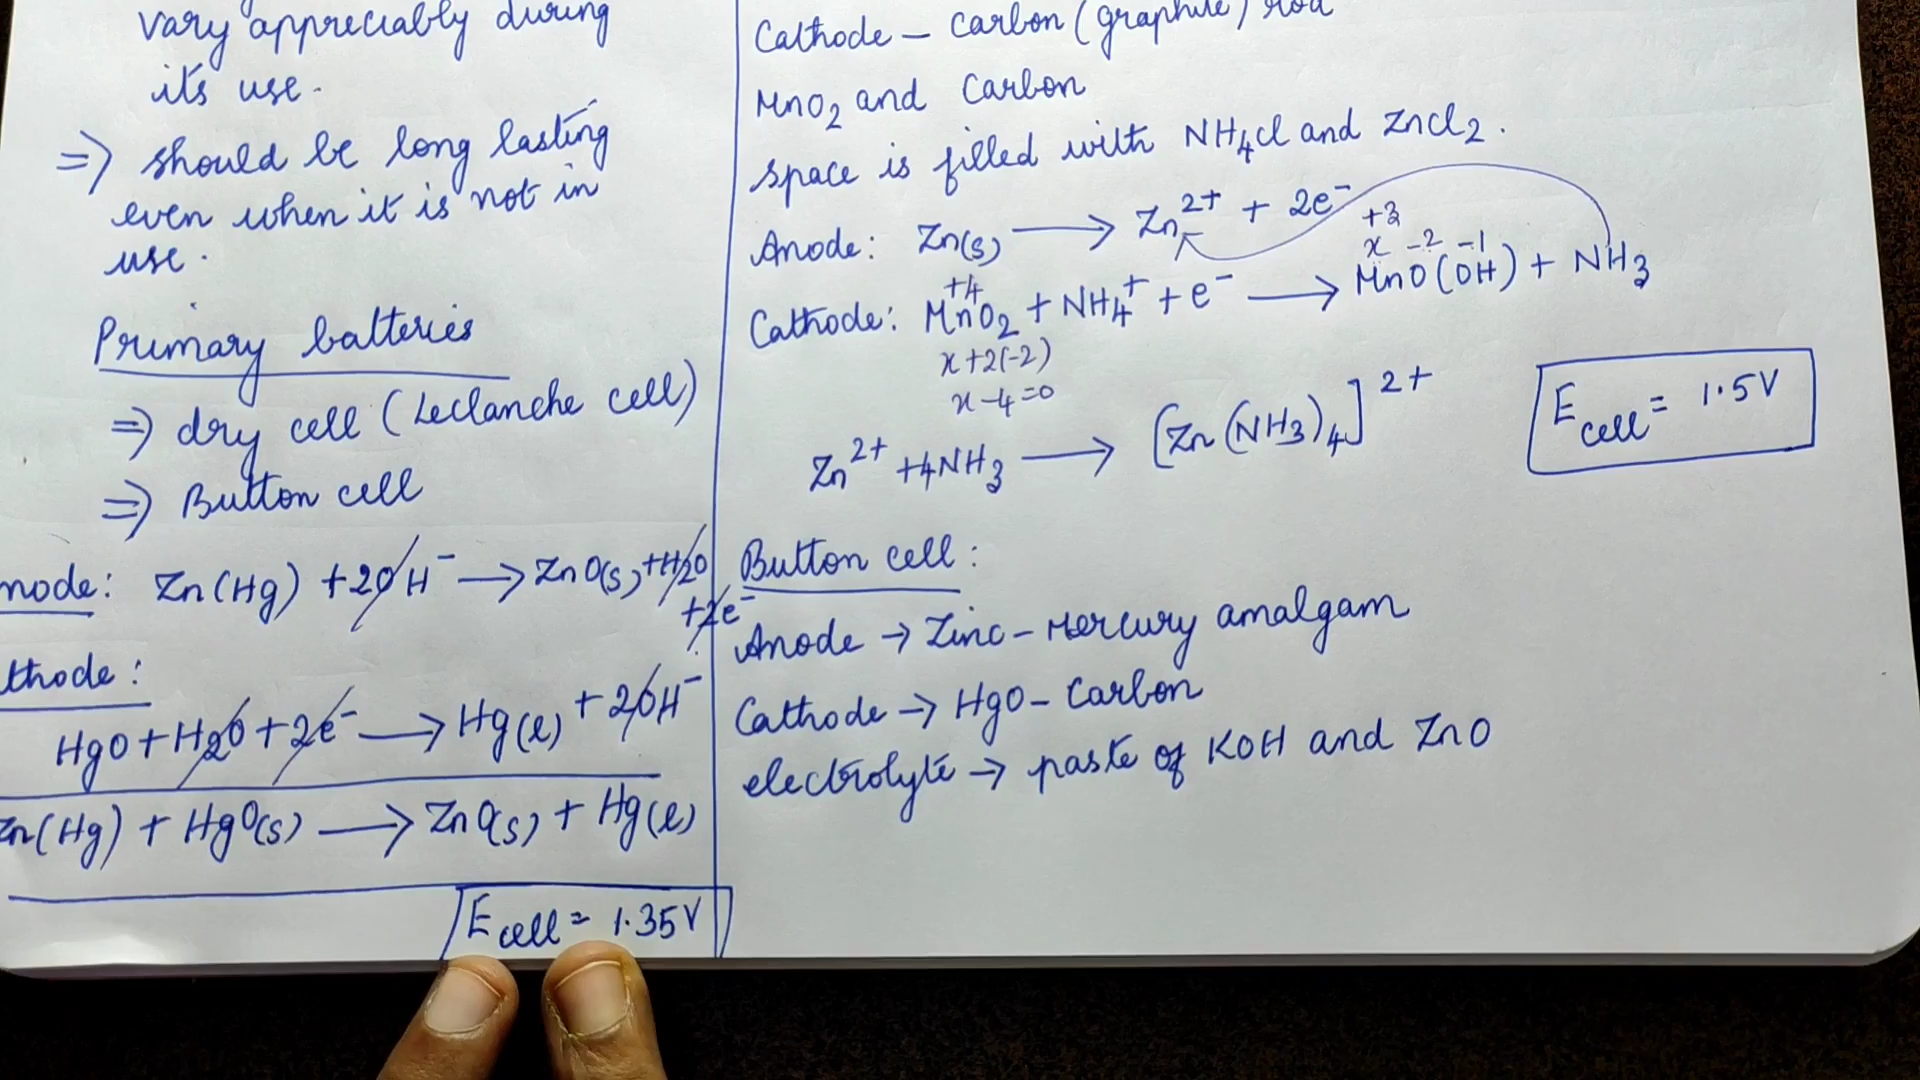 vary appreciably during
its use.
=> should be long lasting
even when it is not in
use.
Primary batteries
=> dry cell (Leclanche cell)
=> Button cell
node: Zn(Hg) + 2OH⁻ → ZnO(s) + H2O
+2e⁻
thode:
HgO + H2O + 2e⁻ → Hg(l) + 2OH⁻
Zn(Hg) + HgO(s) → ZnO(s) + Hg(l)
E cell = 1.35V
Cathode - Carbon (graphite) rod
MnO2 and Carbon
space is filled with NH4Cl and ZnCl2.
Anode: Zn(s) → Zn²⁺ + 2e⁻
+3
x -2 -1
Cathode: MnO2 + NH4⁺ + e⁻ → MnO(OH) + NH3
+4
x+2(-2)
x-4=0
Zn²⁺ + 4NH3 → [Zn(NH3)4]²⁺
E cell = 1.5V
Button cell:
Anode → Zinc - Mercury amalgam
Cathode → HgO - Carbon
electrolyte → paste of KOH and ZnO